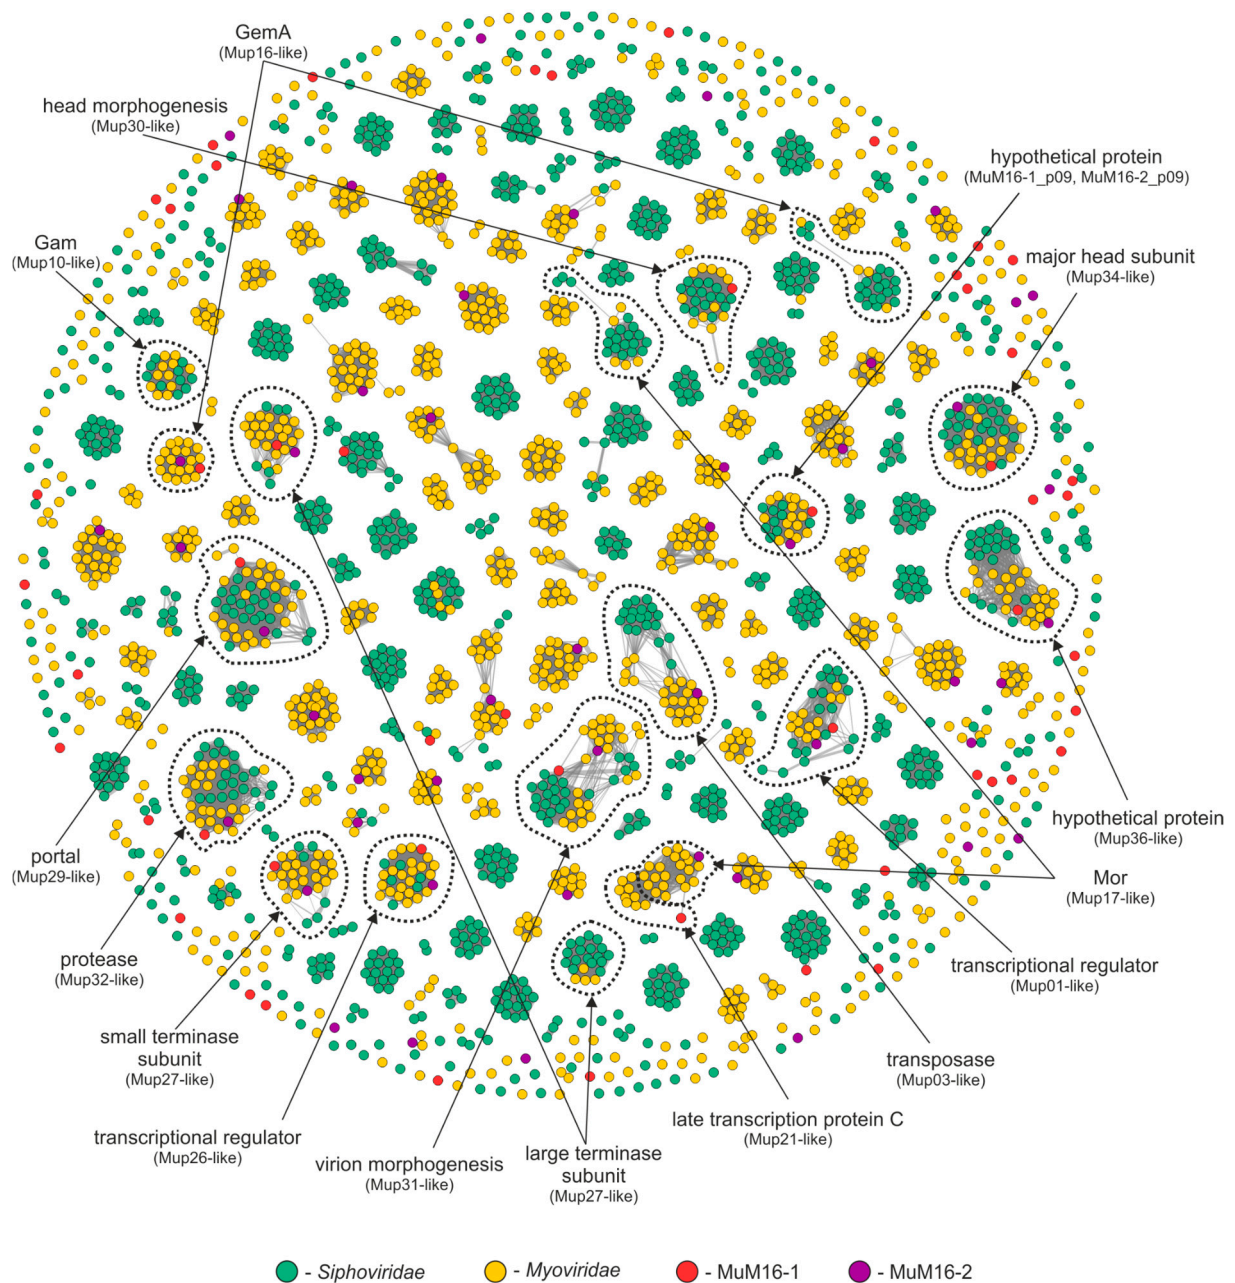 GemA
(Mup16-like)
head morphogenesis
(Mup30-like)
hypothetical protein
(MuM16-1_p09, MuM16-2_p09)
Gam
(Mup10-like)
major head subunit
(Mup34-like)
hypothetical protein
(Mup36-like)
portal
(Mup29-like)
Mor
(Mup17-like)
protease
(Mup32-like)
transcriptional regulator
(Mup01-like)
small terminase
subunit
(Mup27-like)
transposase
(Mup03-like)
late transcription protein C
(Mup21-like)
transcriptional regulator
(Mup26-like)
virion morphogenesis
(Mup31-like)
large terminase
subunit
(Mup27-like)
- Siphoviridae - Myoviridae - MuM16-1 - MuM16-2